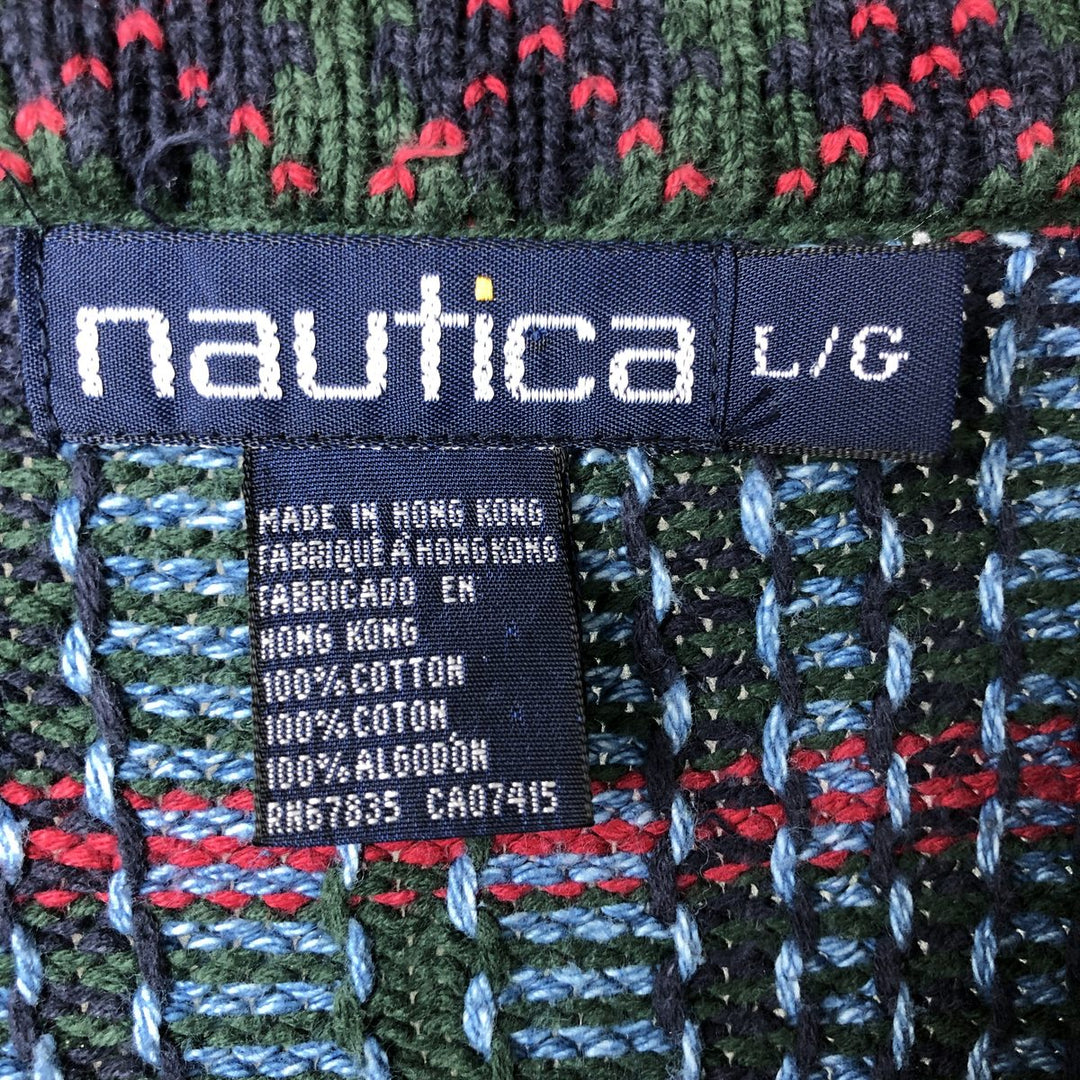 nautica L/G
MADE IN HONG KONG
FABRIQUÉ À HONG KONG
FABRICADO EN
HONG KONG
100% COTTON
100% COTON
100% ALGODÓN
RN67835 CA07415